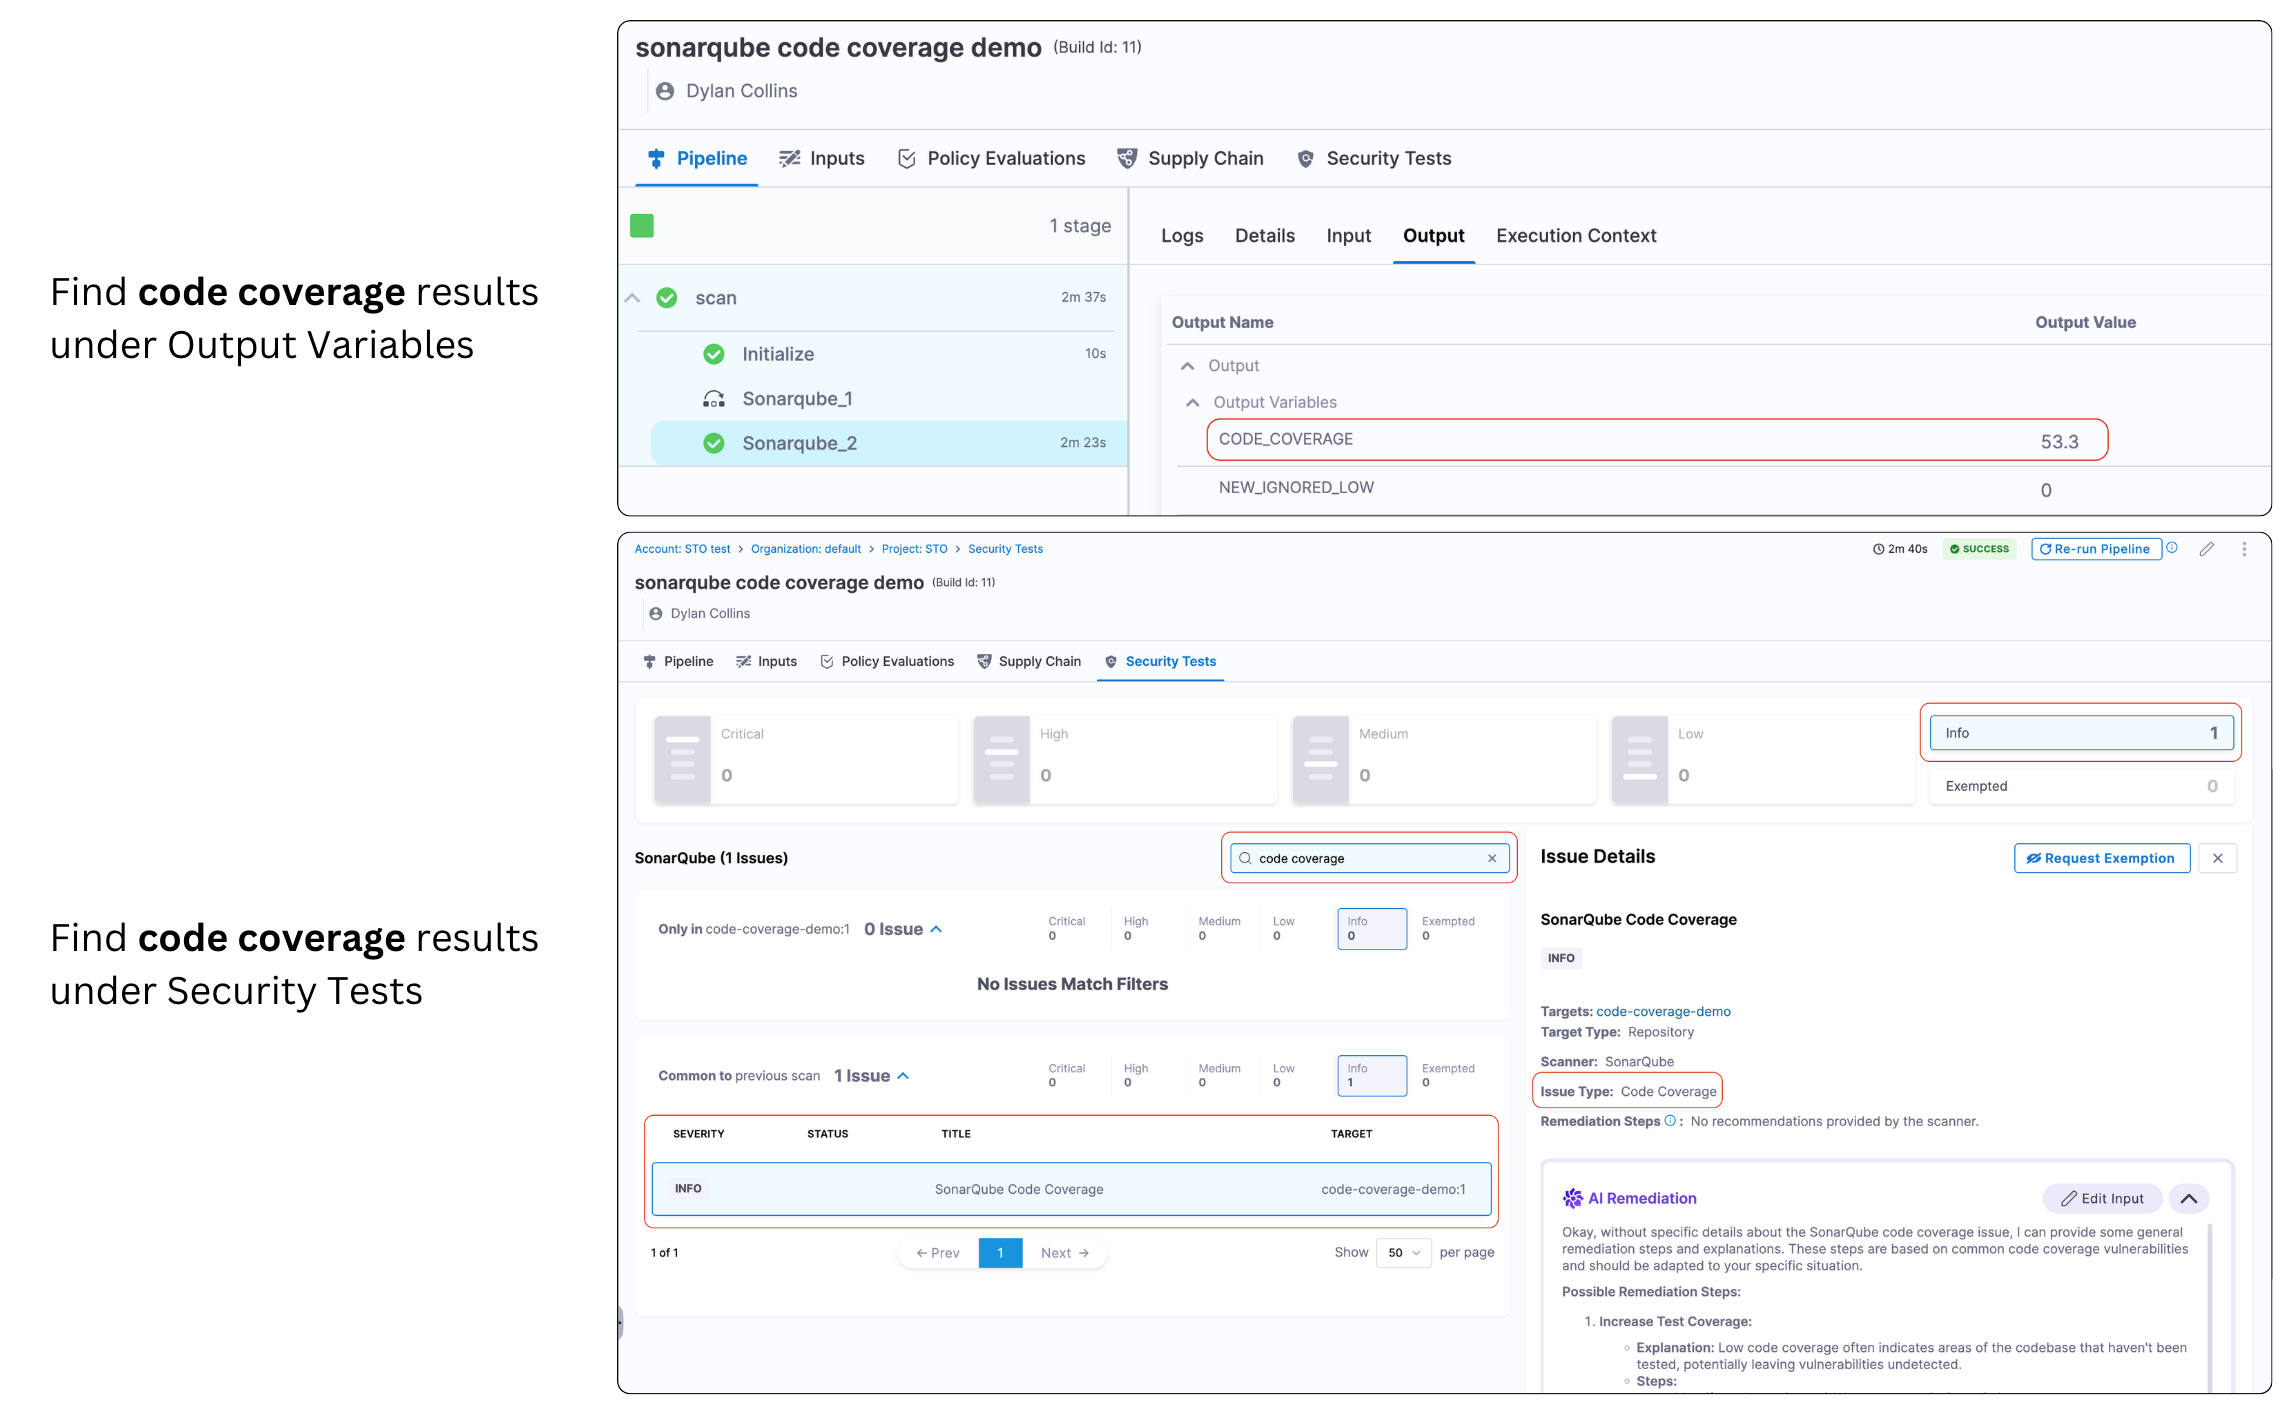 Find code coverage results
under Output Variables
sonarqube code coverage demo (Build Id: 11)
Dylan Collins
Pipeline Inputs Policy Evaluations Supply Chain Security Tests
1 stage
scan 2m 37s
Initialize 10s
Sonarqube_1
Sonarqube_2 2m 23s
Logs Details Input Output Execution Context
Output Name Output Value
Output
Output Variables
CODE_COVERAGE 53.3
NEW_IGNORED_LOW 0
Find code coverage results
under Security Tests
Account: STO test > Organization: default > Project: STO > Security Tests
2m 40s SUCCESS Re-run Pipeline
sonarqube code coverage demo (Build Id: 11)
Dylan Collins
Pipeline Inputs Policy Evaluations Supply Chain Security Tests
Critical
0
High
0
Medium
0
Low
0
Info 1
Exempted 0
SonarQube (1 Issues)
code coverage
Only in code-coverage-demo:1 0 Issue
Critical High Medium Low Info Exempted
0 0 0 0 0 0
No Issues Match Filters
Common to previous scan 1 Issue
Critical High Medium Low Info Exempted
0 0 0 0 1 0
SEVERITY STATUS TITLE TARGET
INFO SonarQube Code Coverage code-coverage-demo:1
1 of 1 ← Prev 1 Next → Show 50 per page
Issue Details
Request Exemption
SonarQube Code Coverage
INFO
Targets: code-coverage-demo
Target Type: Repository
Scanner: SonarQube
Issue Type: Code Coverage
Remediation Steps : No recommendations provided by the scanner.
AI Remediation Edit Input
Okay, without specific details about the SonarQube code coverage issue, I can provide some general
remediation steps and explanations. These steps are based on common code coverage vulnerabilities
and should be adapted to your specific situation.
Possible Remediation Steps:
1. Increase Test Coverage:
Explanation: Low code coverage often indicates areas of the codebase that haven't been
tested, potentially leaving vulnerabilities undetected.
Steps: